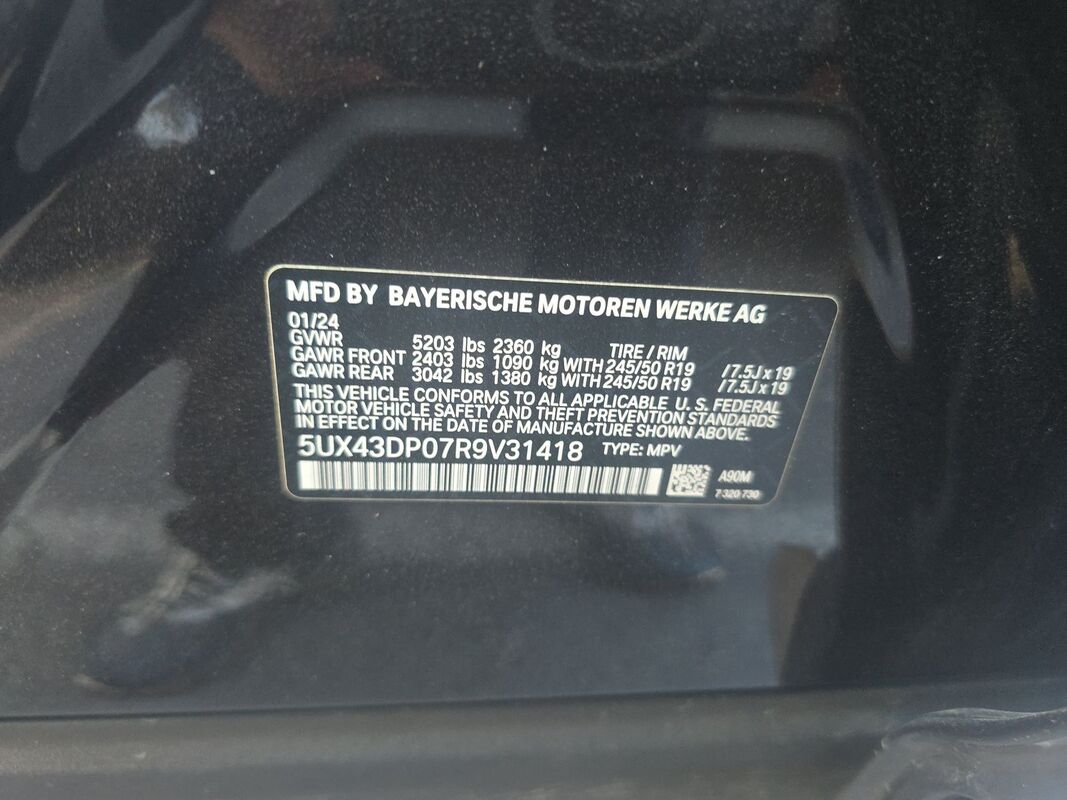 MFD BY BAYERISCHE MOTOREN WERKE AG
01/24
GVWR 5203 lbs 2360 kg TIRE / RIM
GAWR FRONT 2403 lbs 1090 kg WITH 245/50 R19 /7.5J x 19
GAWR REAR 3042 lbs 1380 kg WITH 245/50 R19 /7.5J x 19
THIS VEHICLE CONFORMS TO ALL APPLICABLE U. S. FEDERAL
MOTOR VEHICLE SAFETY AND THEFT PREVENTION STANDARDS
IN EFFECT ON THE DATE OF MANUFACTURE SHOWN ABOVE.
5UX43DP07R9V31418 TYPE: MPV
A90M
7 320 730